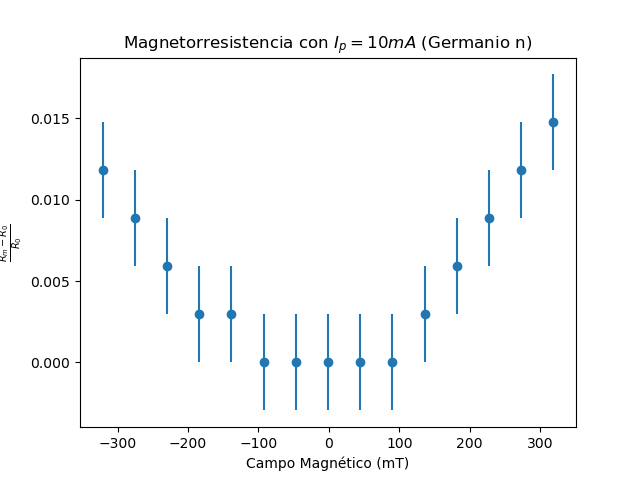 Magnetorresistencia con I_p = 10mA (Germanio n)
0.015
0.010
0.005
0.000
R_m − R_0
R_0
−300 −200 −100 0 100 200 300
Campo Magnético (mT)